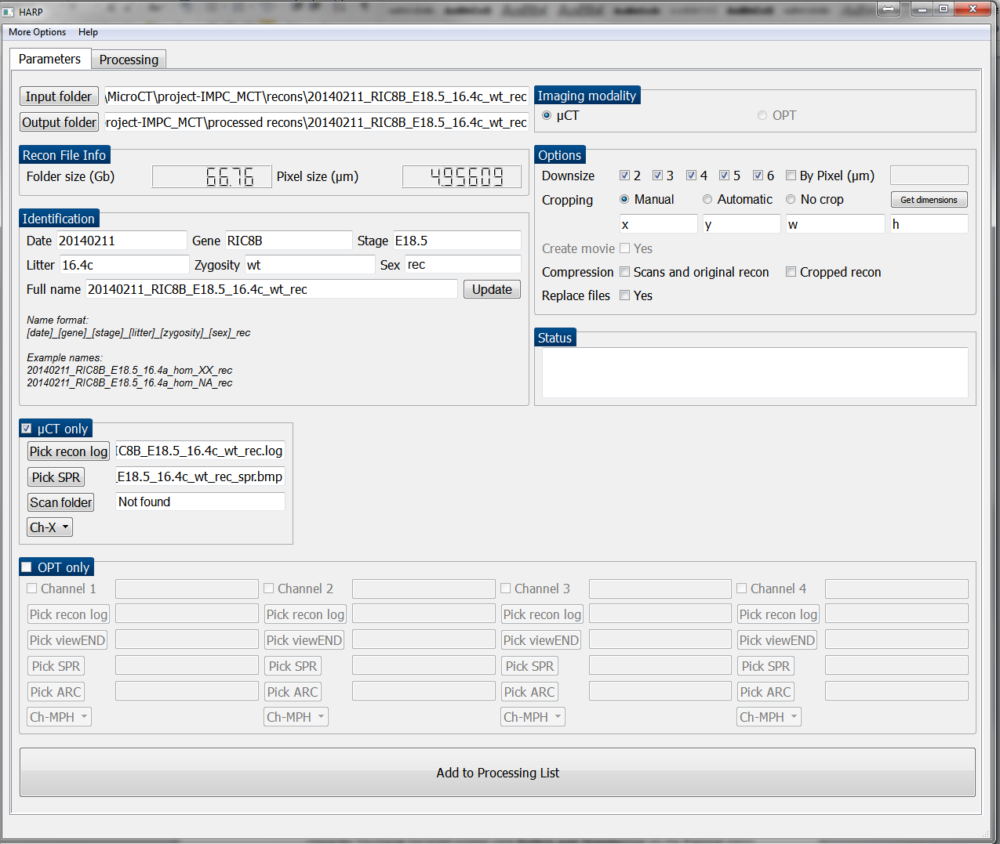 HARP
More Options Help
Parameters Processing
Input folder \MicroCT\project-IMPC_MCT\recons\20140211_RIC8B_E18.5_16.4c_wt_rec
Output folder roject-IMPC_MCT\processed recons\20140211_RIC8B_E18.5_16.4c_wt_rec
Imaging modality
µCT OPT
Recon File Info
Folder size (Gb) 66.76 Pixel size (µm) 4.95609
Options
Downsize 2 3 4 5 6 By Pixel (µm)
Cropping Manual Automatic No crop Get dimensions
x y w h
Create movie Yes
Compression Scans and original recon Cropped recon
Replace files Yes
Identification
Date 20140211 Gene RIC8B Stage E18.5
Litter 16.4c Zygosity wt Sex rec
Full name 20140211_RIC8B_E18.5_16.4c_wt_rec Update
Name format:
[date]_[gene]_[stage]_[litter]_[zygosity]_[sex]_rec
Example names:
20140211_RIC8B_E18.5_16.4a_hom_XX_rec
20140211_RIC8B_E18.5_16.4a_hom_NA_rec
Status
µCT only
Pick recon log IC8B_E18.5_16.4c_wt_rec.log
Pick SPR _E18.5_16.4c_wt_rec_spr.bmp
Scan folder Not found
Ch-X
OPT only
Channel 1 Channel 2 Channel 3 Channel 4
Pick recon log Pick recon log Pick recon log Pick recon log
Pick viewEND Pick viewEND Pick viewEND Pick viewEND
Pick SPR Pick SPR Pick SPR Pick SPR
Pick ARC Pick ARC Pick ARC Pick ARC
Ch-MPH Ch-MPH Ch-MPH Ch-MPH
Add to Processing List